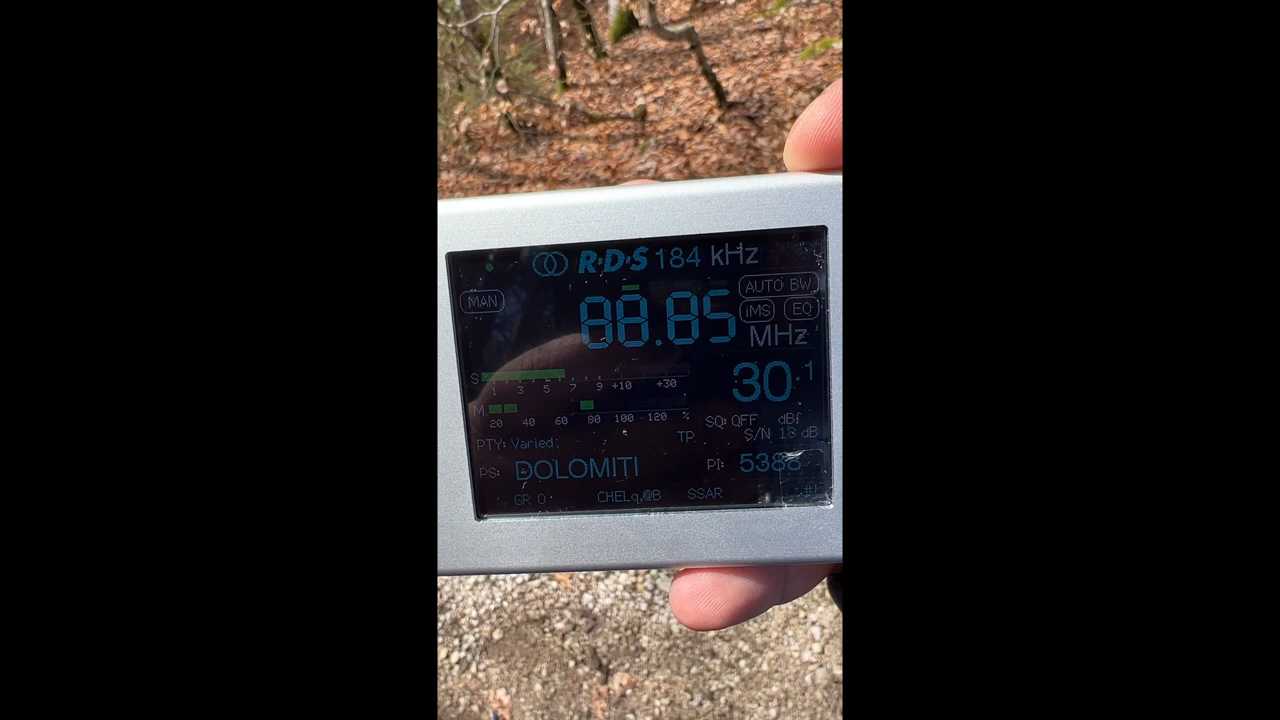 R·D·S 184 kHz
AUTO BW
MAN 88.85 iMS EQ
MHz
S 1 3 5 7 9 +10 +30
30.1
M 20 40 60 80 100 120 %
SQ: OFF dBf
PTY: Varied TP S/N 18 dB
PS: DOLOMITI PI: 5388
GR 0 SSAR